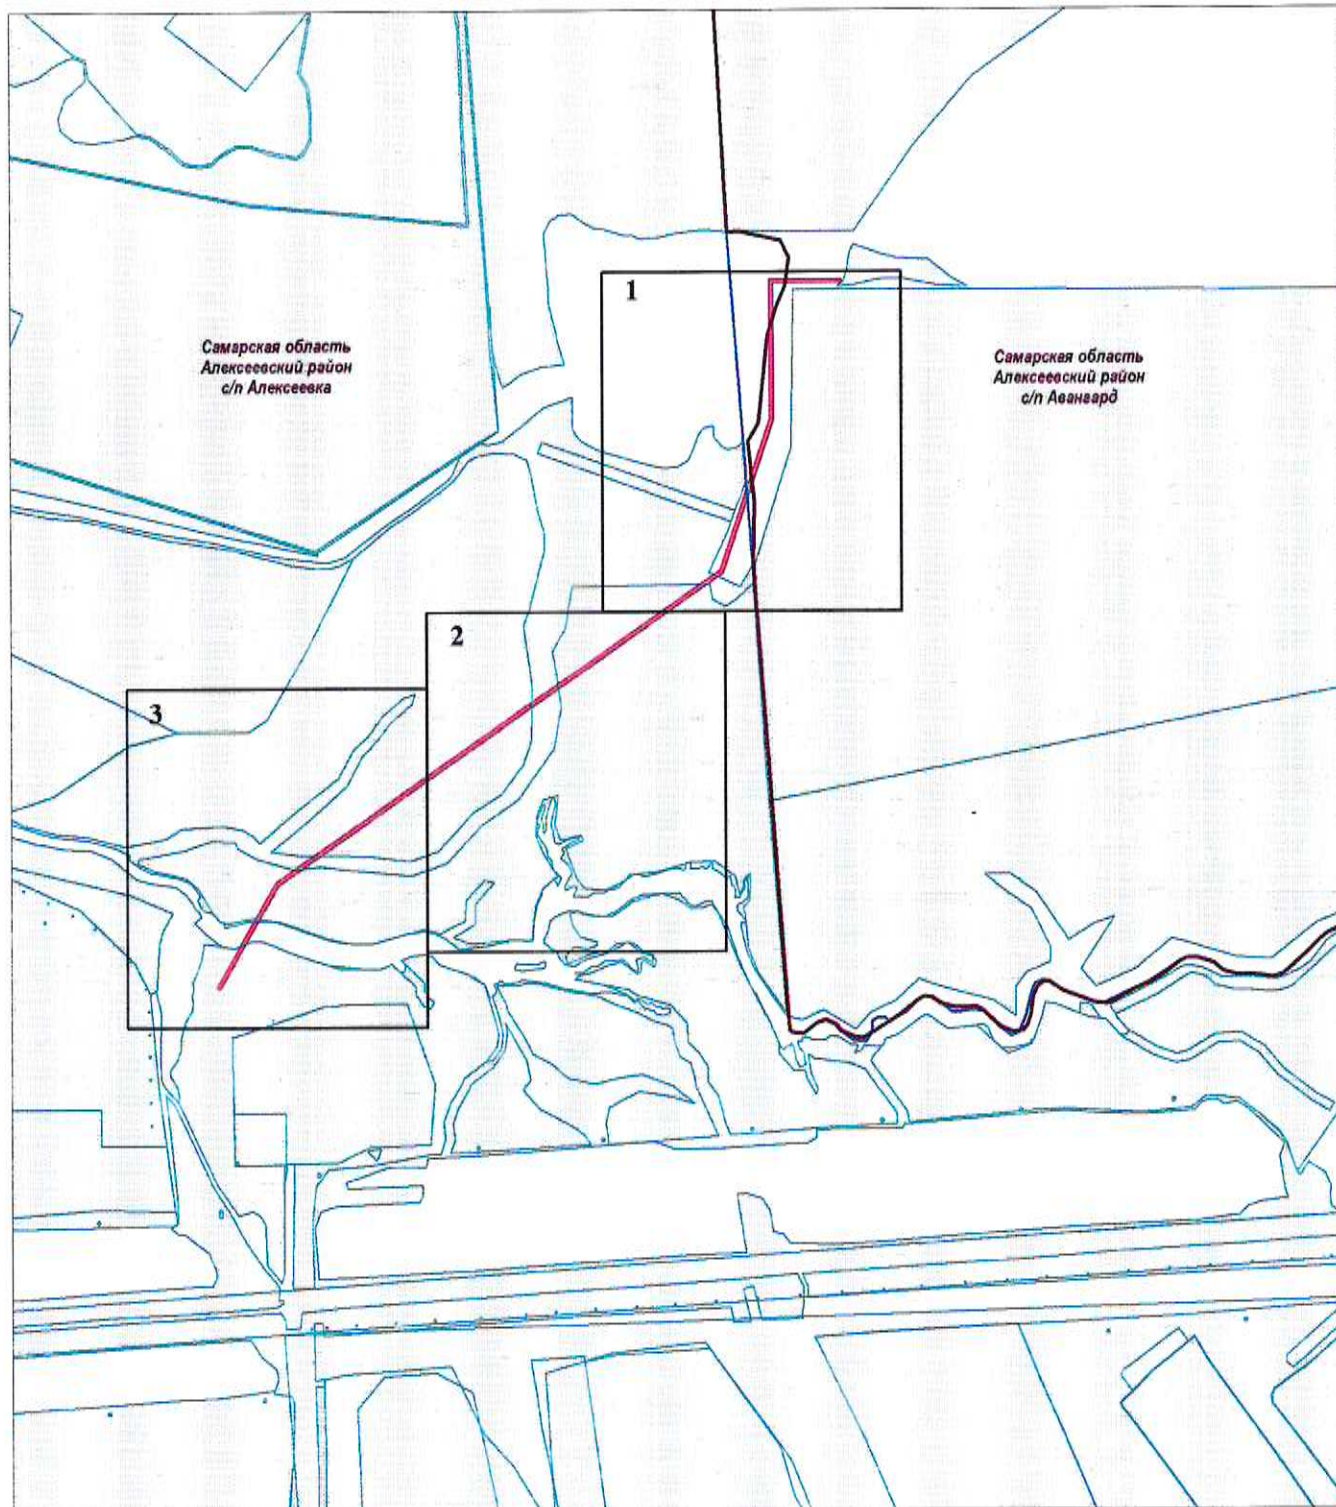 1
Самарская область
Алексеевский район
с/п Алексеевка
Самарская область
Алексеевский район
с/п Авангард
2
3